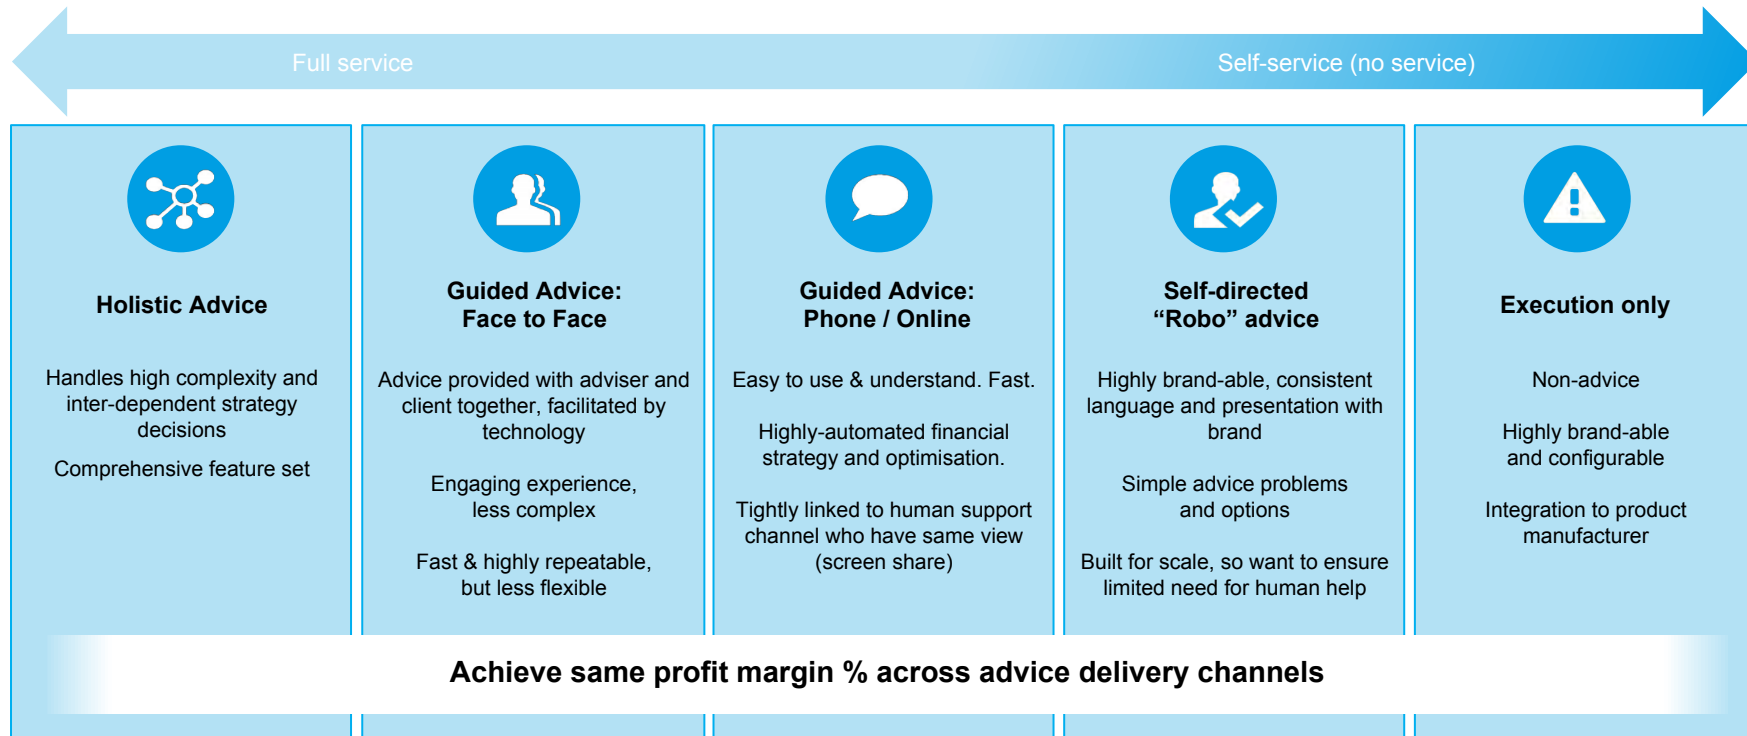 Full service
Self-service (no service)
Holistic Advice
Handles high complexity and
inter-dependent strategy
decisions
Comprehensive feature set
Guided Advice:
Face to Face
Advice provided with adviser and
client together, facilitated by
technology
Engaging experience,
less complex
Fast & highly repeatable,
but less flexible
Guided Advice:
Phone / Online
Easy to use & understand. Fast.
Highly-automated financial
strategy and optimisation.
Tightly linked to human support
channel who have same view
(screen share)
Self-directed
“Robo” advice
Highly brand-able, consistent
language and presentation with
brand
Simple advice problems
and options
Built for scale, so want to ensure
limited need for human help
Execution only
Non-advice
Highly brand-able
and configurable
Integration to product
manufacturer
Achieve same profit margin % across advice delivery channels